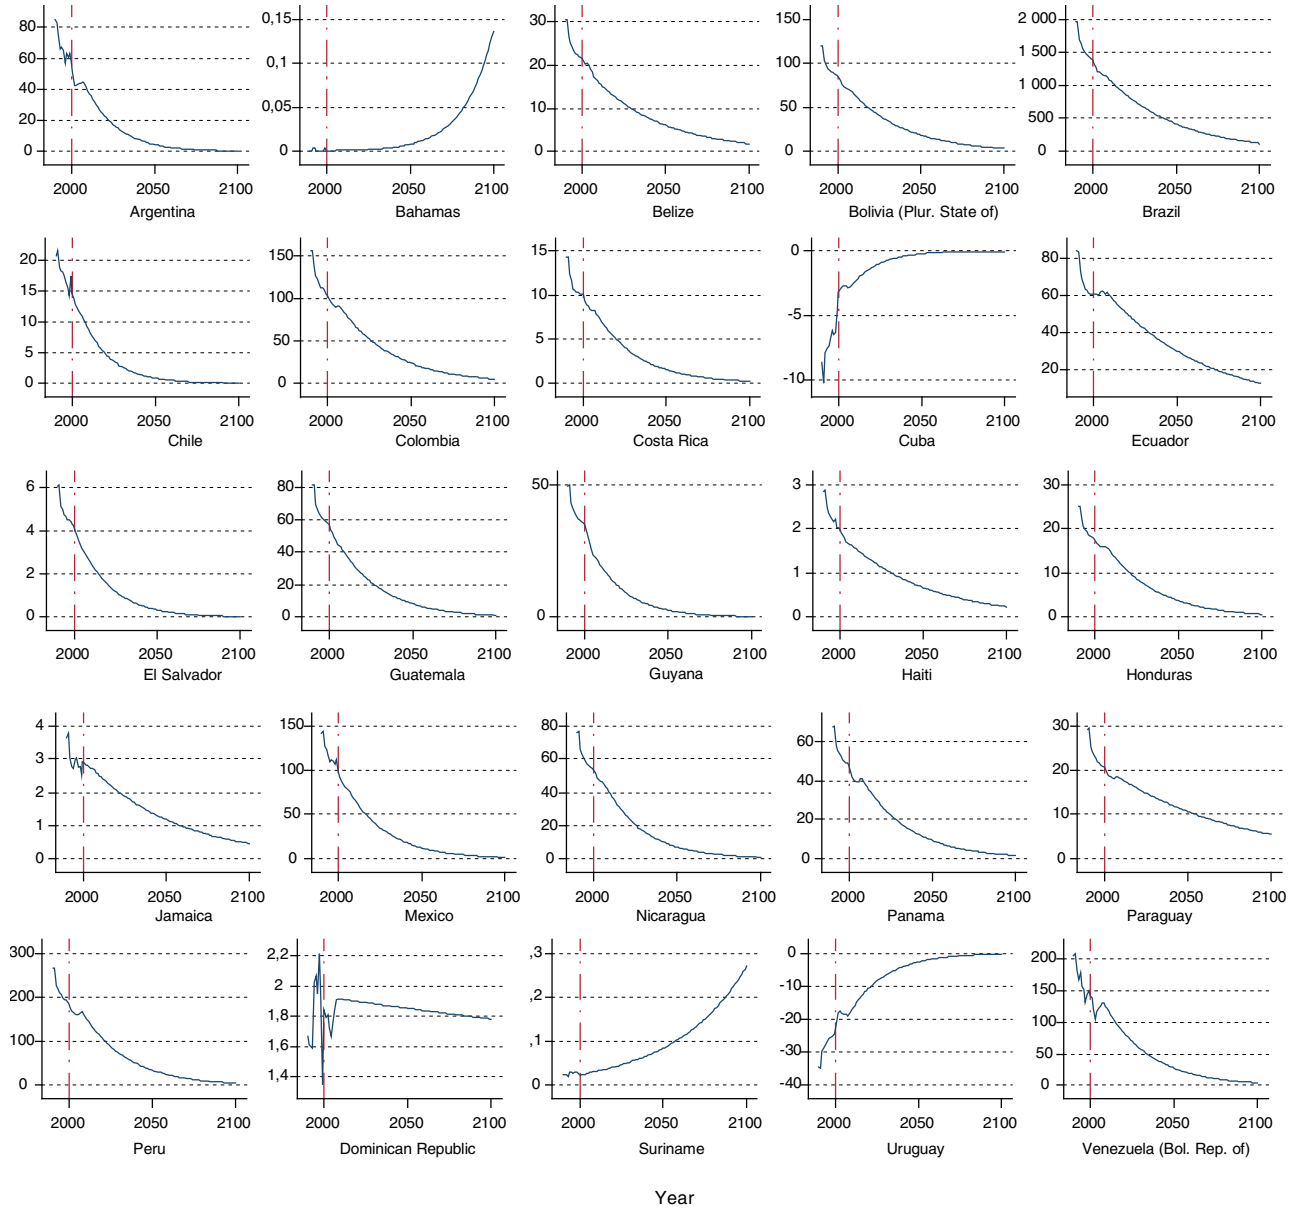 80 60 40 20 0
2000 2050 2100
Argentina
0,15 0,1 0,05 0
2000 2050 2100
Bahamas
30 20 10 0
2000 2050 2100
Belize
150 100 50 0
2000 2050 2100
Bolivia (Plur. State of)
2 000 1 500 1 000 500 0
2000 2050 2100
Brazil
20 15 10 5 0
2000 2050 2100
Chile
150 100 50 0
2000 2050 2100
Colombia
15 10 5 0
2000 2050 2100
Costa Rica
0 -5 -10
2000 2050 2100
Cuba
80 60 40 20
2000 2050 2100
Ecuador
6 4 2 0
2000 2050 2100
El Salvador
80 60 40 20 0
2000 2050 2100
Guatemala
50 0
2000 2050 2100
Guyana
3 2 1 0
2000 2050 2100
Haiti
30 20 10 0
2000 2050 2100
Honduras
4 3 2 1 0
2000 2050 2100
Jamaica
150 100 50 0
2000 2050 2100
Mexico
80 60 40 20 0
2000 2050 2100
Nicaragua
60 40 20 0
2000 2050 2100
Panama
30 20 10 0
2000 2050 2100
Paraguay
300 200 100 0
2000 2050 2100
Peru
2,2 2 1,8 1,6 1,4
2000 2050 2100
Dominican Republic
,3 ,2 ,1 0
2000 2050 2100
Suriname
0 -10 -20 -30 -40
2000 2050 2100
Uruguay
200 150 100 50 0
2000 2050 2100
Venezuela (Bol. Rep. of)
Year